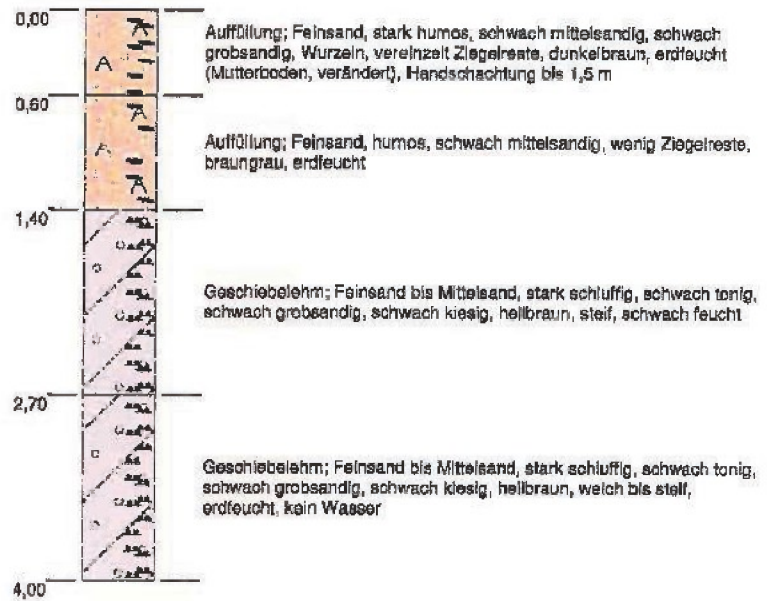 0,00
Auffüllung; Feinsand, stark humos, schwach mittelsandig, schwach
grobsandig, Wurzeln, vereinzelt Ziegelreste, dunkelbraun, erdfeucht
(Mutterboden, verändert), Handschachtung bis 1,5 m
A
A
0,60
A
Auffüllung; Feinsand, humos, schwach mittelsandig, wenig Ziegelreste,
braungrau, erdfeucht
A
A
1,40
Geschiebelehm; Feinsand bis Mittelsand, stark schluffig, schwach tonig,
schwach grobsandig, schwach kiesig, hellbraun, steif, schwach feucht
2,70
Geschiebelehm; Feinsand bis Mittelsand, stark schluffig, schwach tonig,
schwach grobsandig, schwach kiesig, hellbraun, weich bis steif,
erdfeucht, kein Wasser
4,00